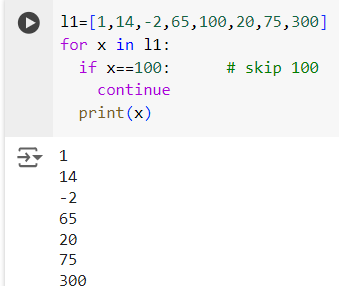 l1=[1,14,-2,65,100,20,75,300]
for x in l1:
  if x==100:      # skip 100
    continue
  print(x)
1
14
-2
65
20
75
300